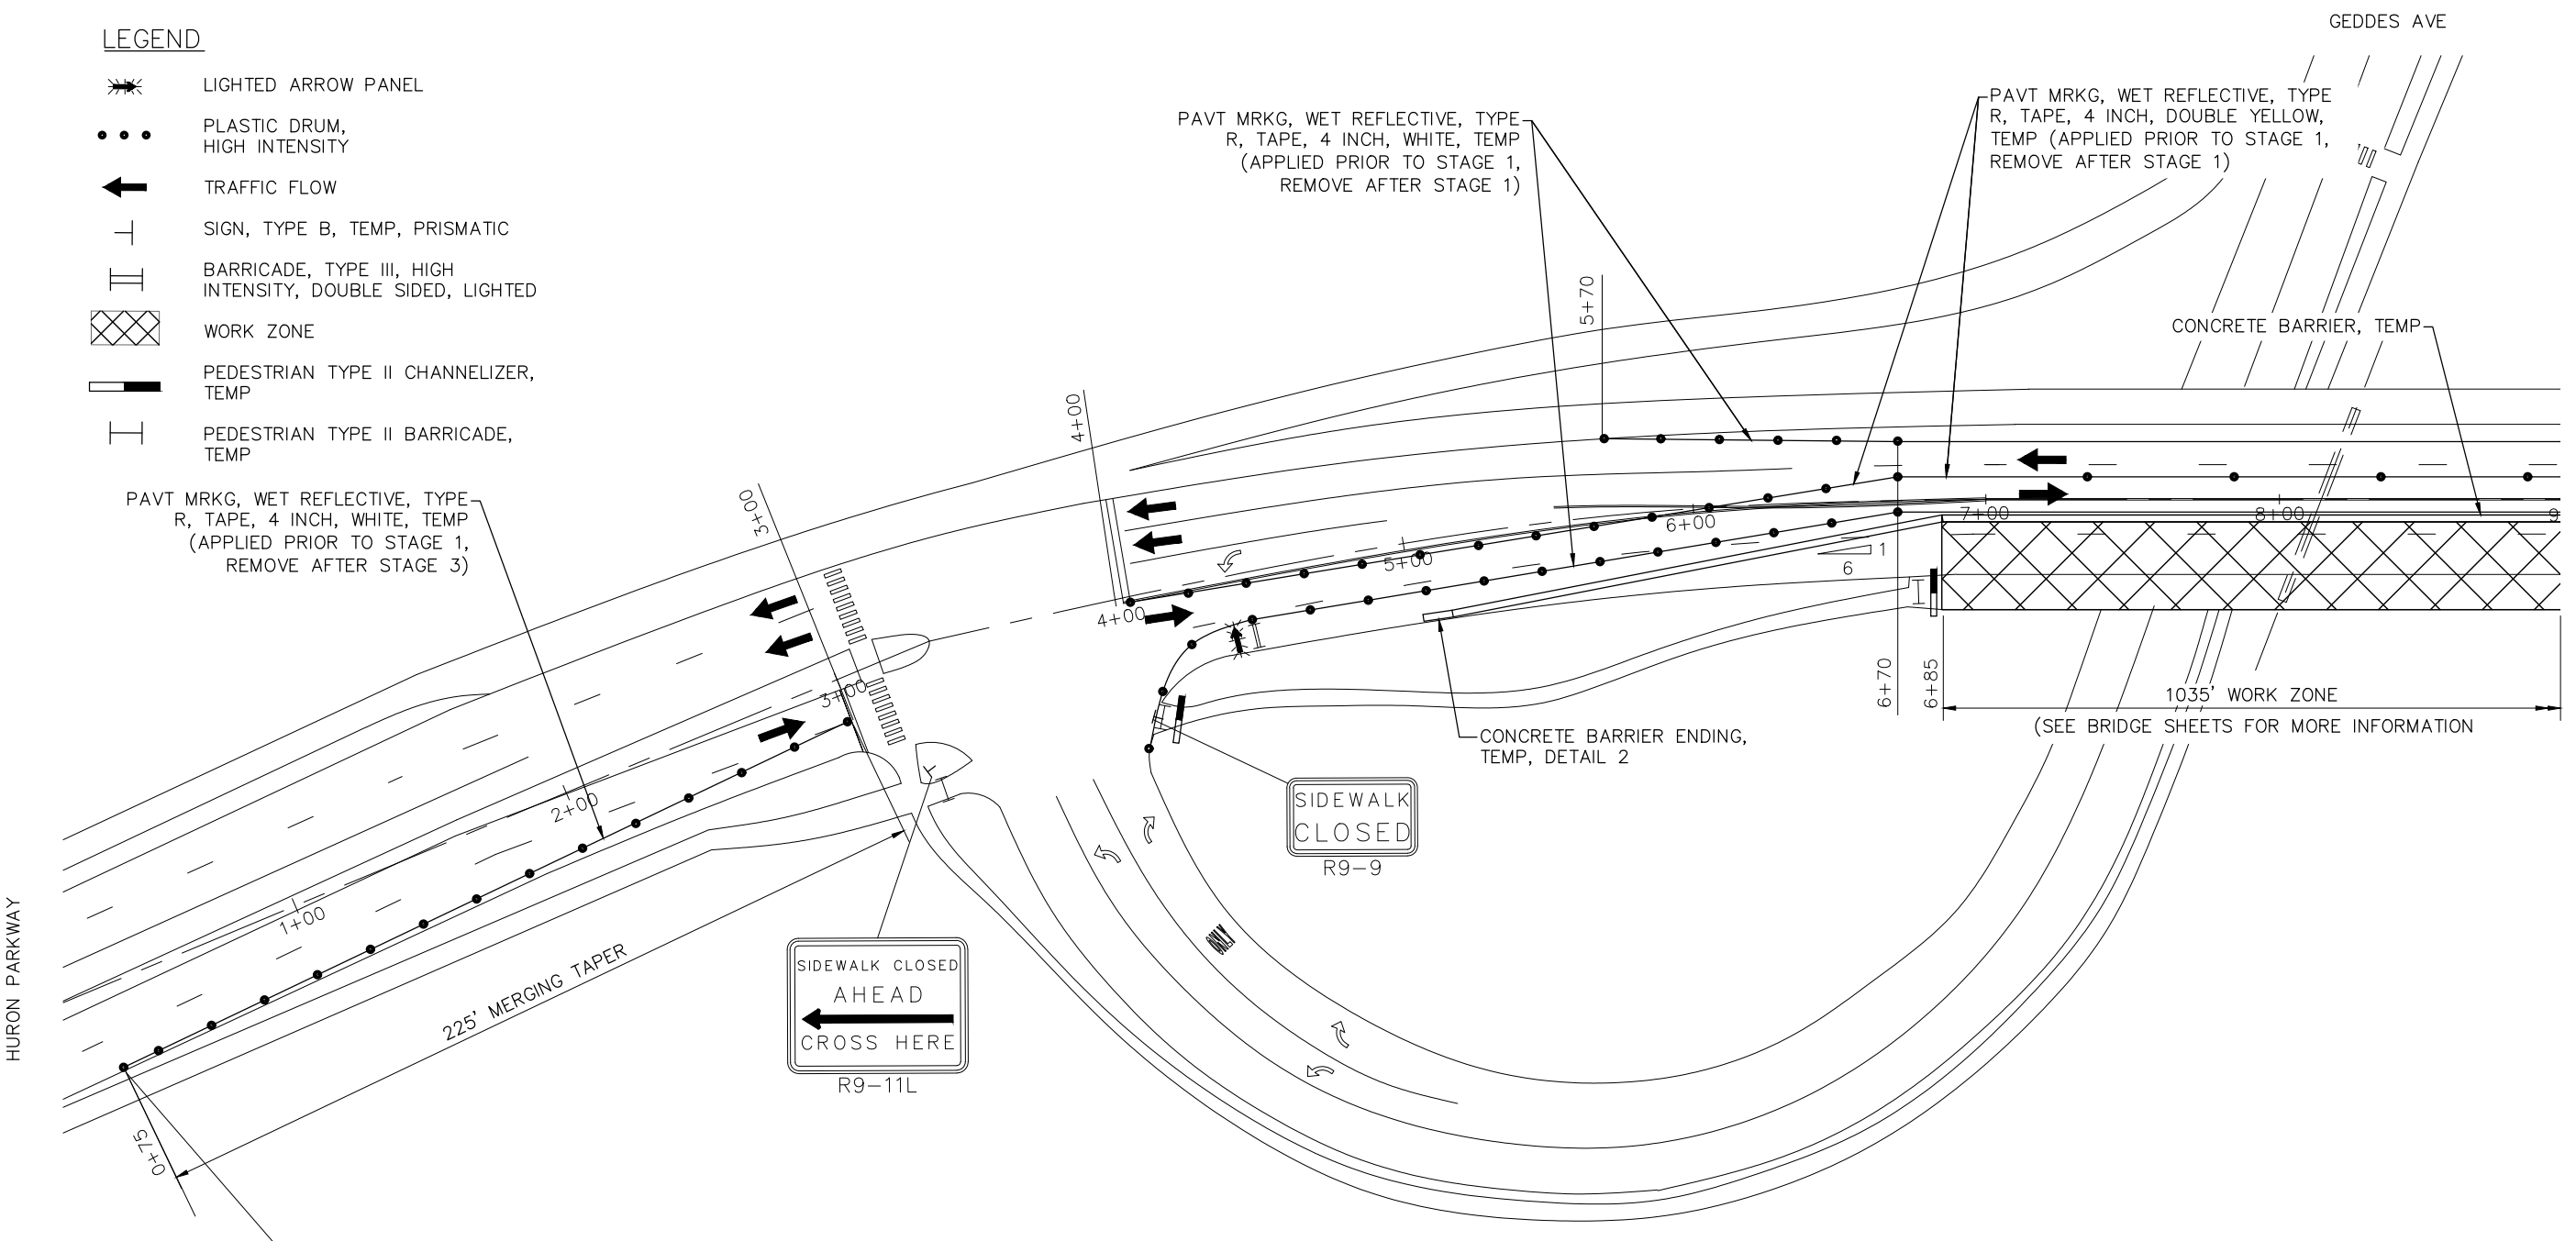 LEGEND
LIGHTED ARROW PANEL
PLASTIC DRUM,
HIGH INTENSITY
TRAFFIC FLOW
SIGN, TYPE B, TEMP, PRISMATIC
BARRICADE, TYPE III, HIGH
INTENSITY, DOUBLE SIDED, LIGHTED
WORK ZONE
PEDESTRIAN TYPE II CHANNELIZER,
TEMP
PEDESTRIAN TYPE II BARRICADE,
TEMP
GEDDES AVE
PAVT MRKG, WET REFLECTIVE, TYPE
R, TAPE, 4 INCH, WHITE, TEMP
(APPLIED PRIOR TO STAGE 1,
REMOVE AFTER STAGE 1)
PAVT MRKG, WET REFLECTIVE, TYPE
R, TAPE, 4 INCH, DOUBLE YELLOW,
TEMP (APPLIED PRIOR TO STAGE 1,
REMOVE AFTER STAGE 1)
5+70
CONCRETE BARRIER, TEMP
4+00
3+00
PAVT MRKG, WET REFLECTIVE, TYPE
R, TAPE, 4 INCH, WHITE, TEMP
(APPLIED PRIOR TO STAGE 1,
REMOVE AFTER STAGE 3)
1+00
2+00
3+00
4+00
5+00
6+00
7+00
8+00
9
1
6
6+70
6+85
1035' WORK ZONE
(SEE BRIDGE SHEETS FOR MORE INFORMATION
CONCRETE BARRIER ENDING,
TEMP, DETAIL 2
SIDEWALK
CLOSED
R9-9
ONLY
SIDEWALK CLOSED
AHEAD
CROSS HERE
R9-11L
225' MERGING TAPER
0+75
HURON PARKWAY